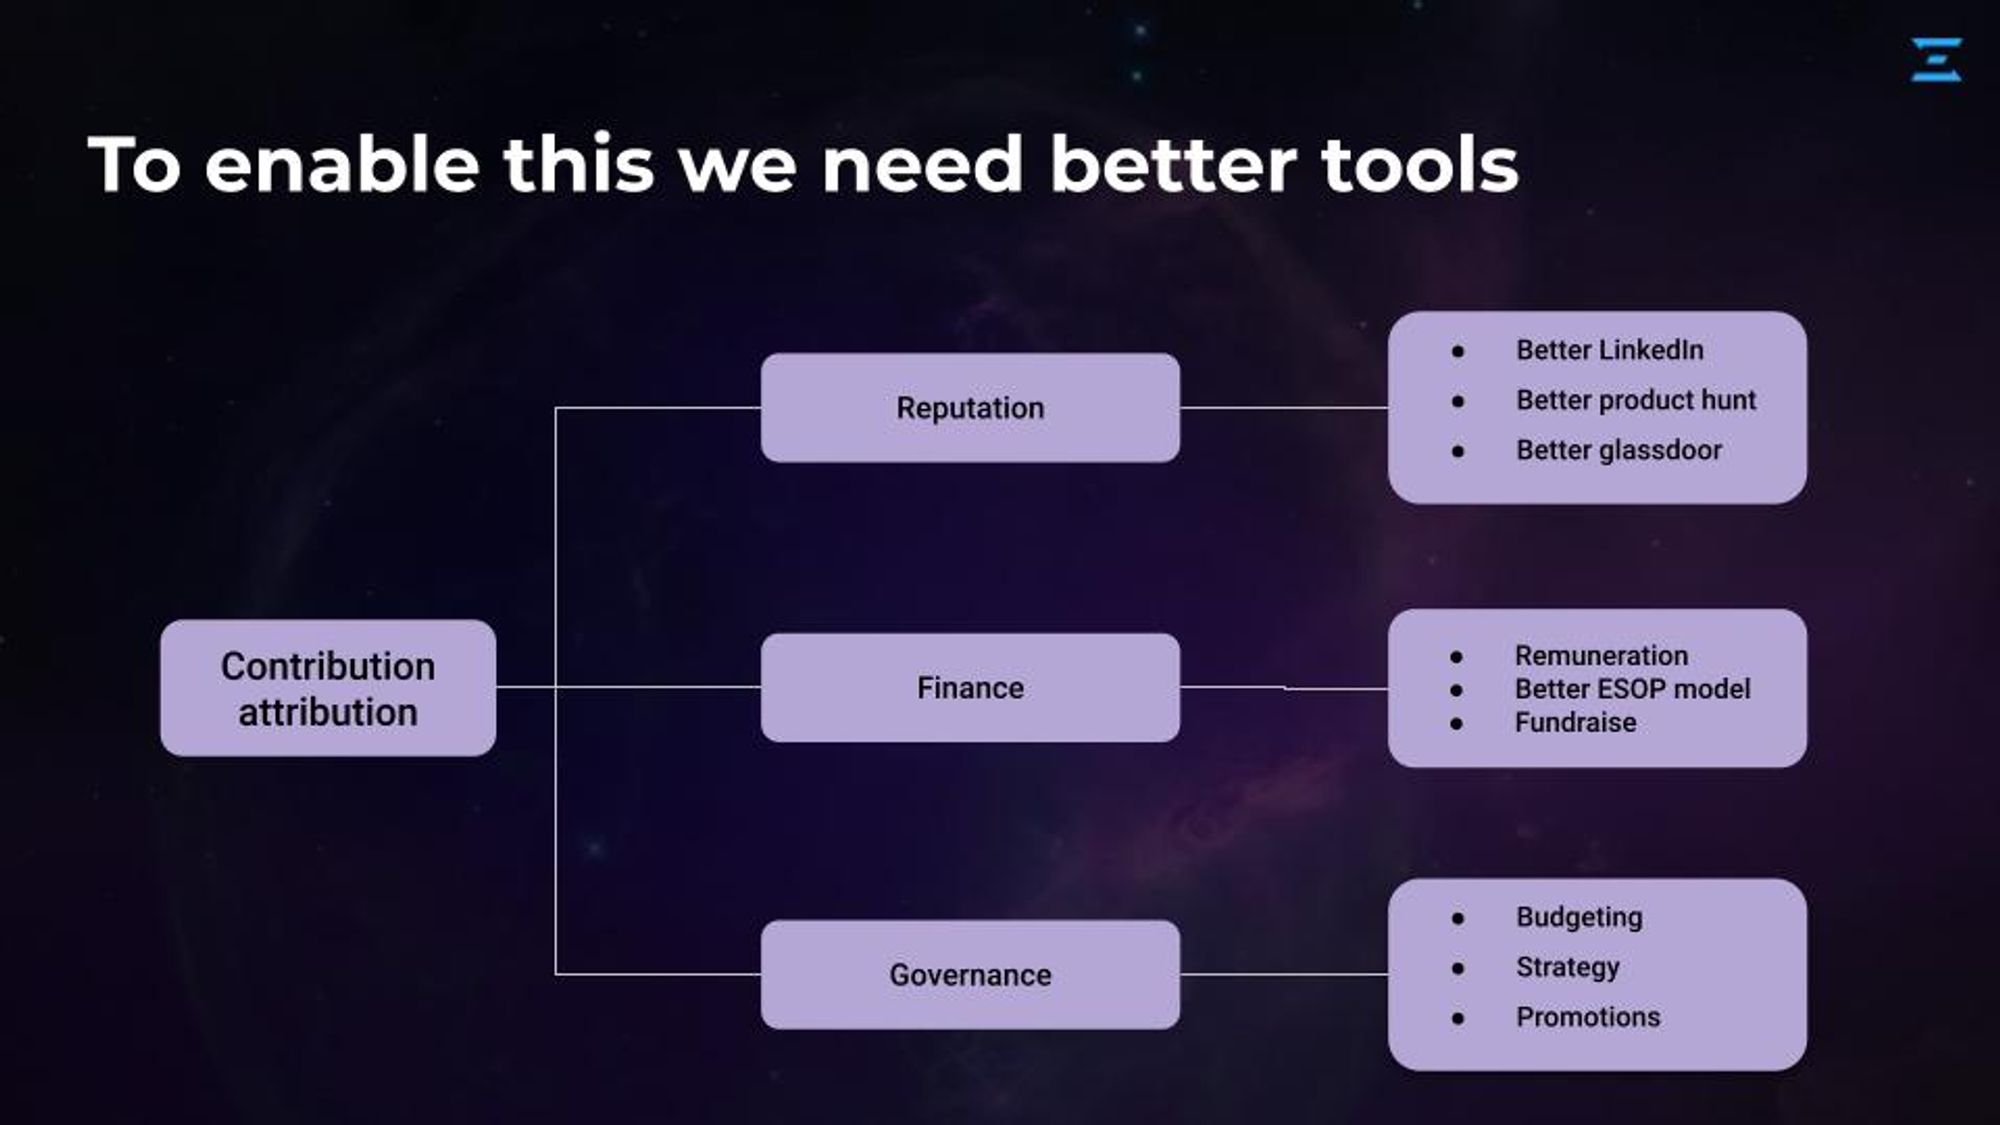 To enable this we need better tools
Contribution
attribution
Reputation
● Better LinkedIn
● Better product hunt
● Better glassdoor
Finance
● Remuneration
● Better ESOP model
● Fundraise
Governance
● Budgeting
● Strategy
● Promotions